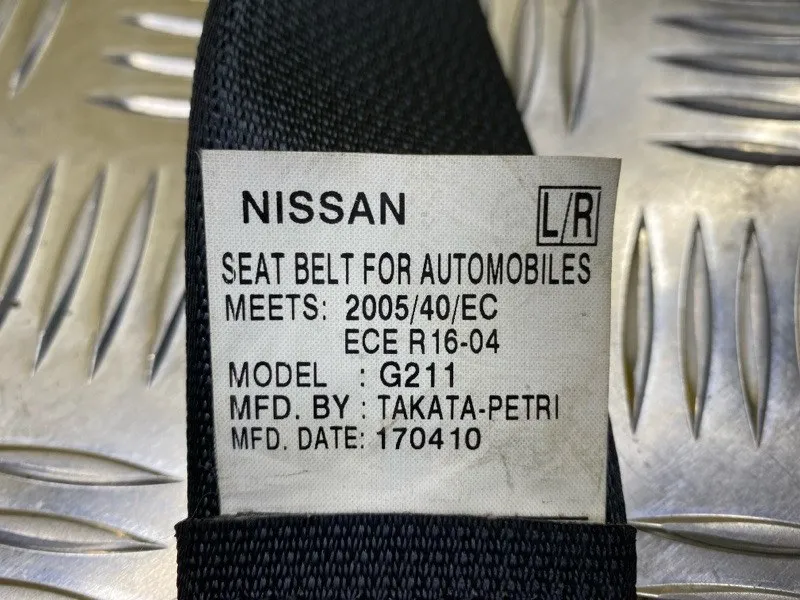 NISSAN L/R
SEAT BELT FOR AUTOMOBILES
MEETS: 2005/40/EC
ECE R16-04
MODEL : G211
MFD. BY : TAKATA-PETRI
MFD. DATE: 170410